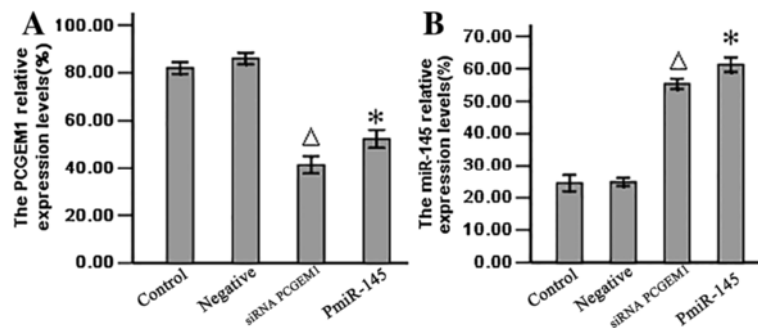 A
The PCGEM1 relative
expression levels(%)
100.00
80.00
60.00
40.00
20.00
0.00
△
*
Control
Negative
siRNA PCGEM1
PmiR-145
B
The miR-145 relative
expression levels(%)
70.00
60.00
50.00
40.00
30.00
20.00
10.00
0.00
△
*
Control
Negative
siRNA PCGEM1
PmiR-145